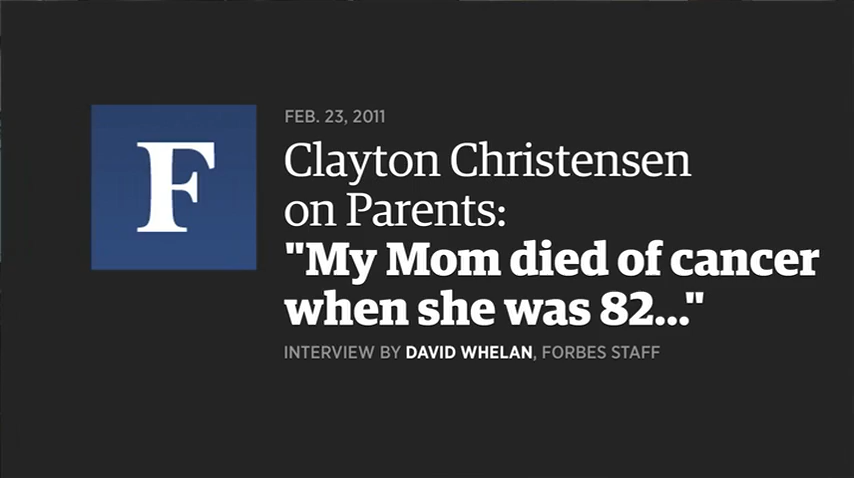 F
FEB. 23, 2011
Clayton Christensen
on Parents:
"My Mom died of cancer
when she was 82..."
INTERVIEW BY DAVID WHELAN, FORBES STAFF